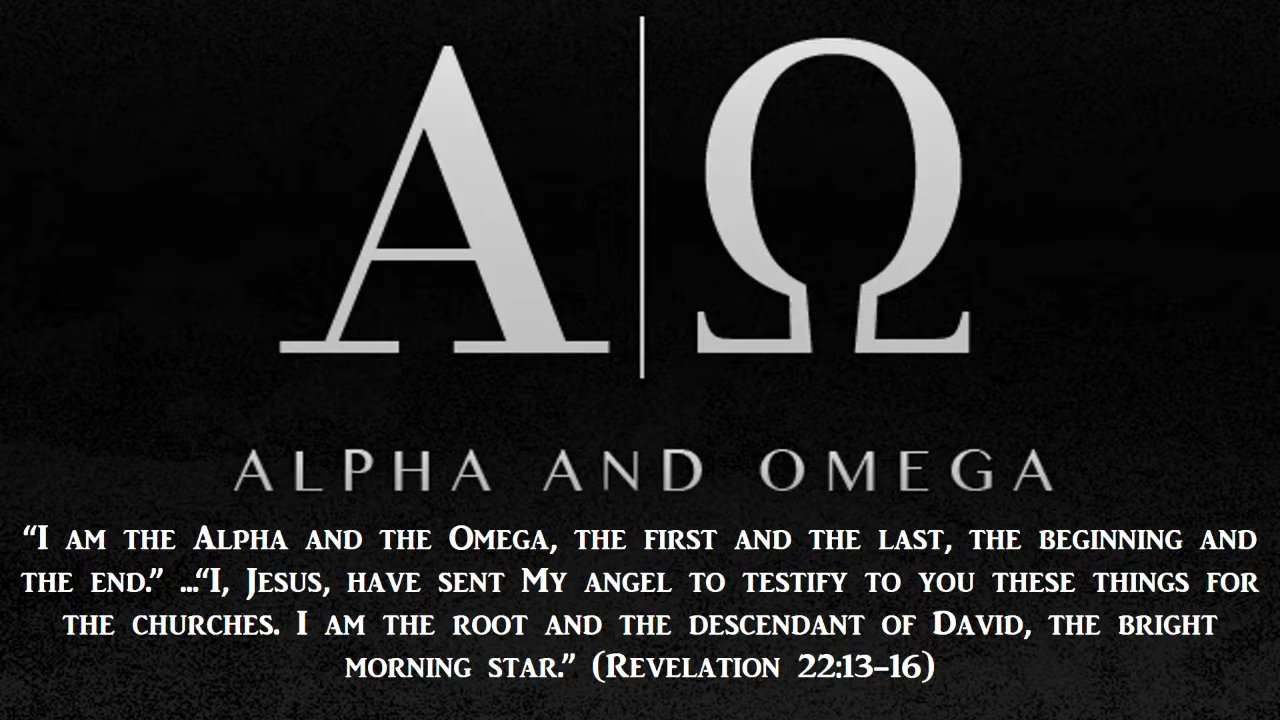 Α Ω
ALPHA AND OMEGA
“I am the Alpha and the Omega, the first and the last, the beginning and
the end.” ...“I, Jesus, have sent My angel to testify to you these things for
the churches. I am the root and the descendant of David, the bright
morning star.” (Revelation 22:13-16)